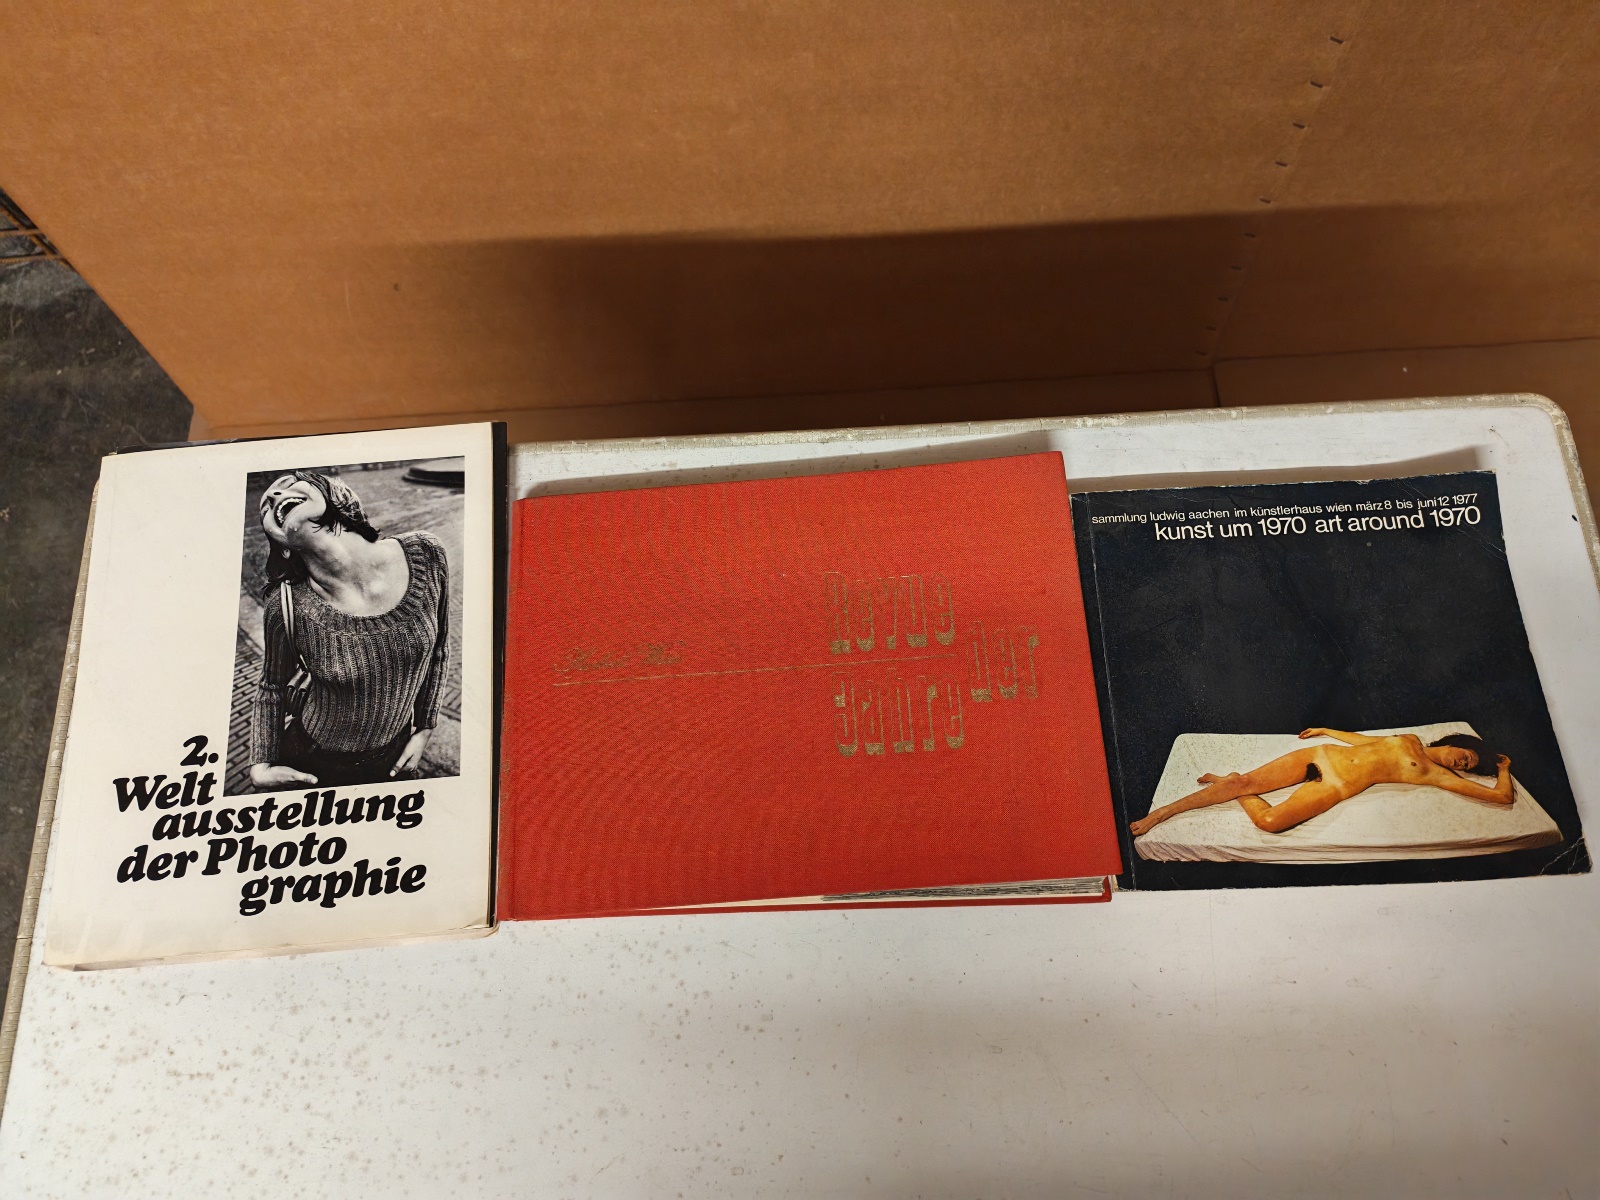 2.
Welt
ausstellung
der Photo
graphie
Revue
der
Jahre
sammlung ludwig aachen im künstlerhaus wien märz 8 bis juni 12 1977
kunst um 1970 art around 1970